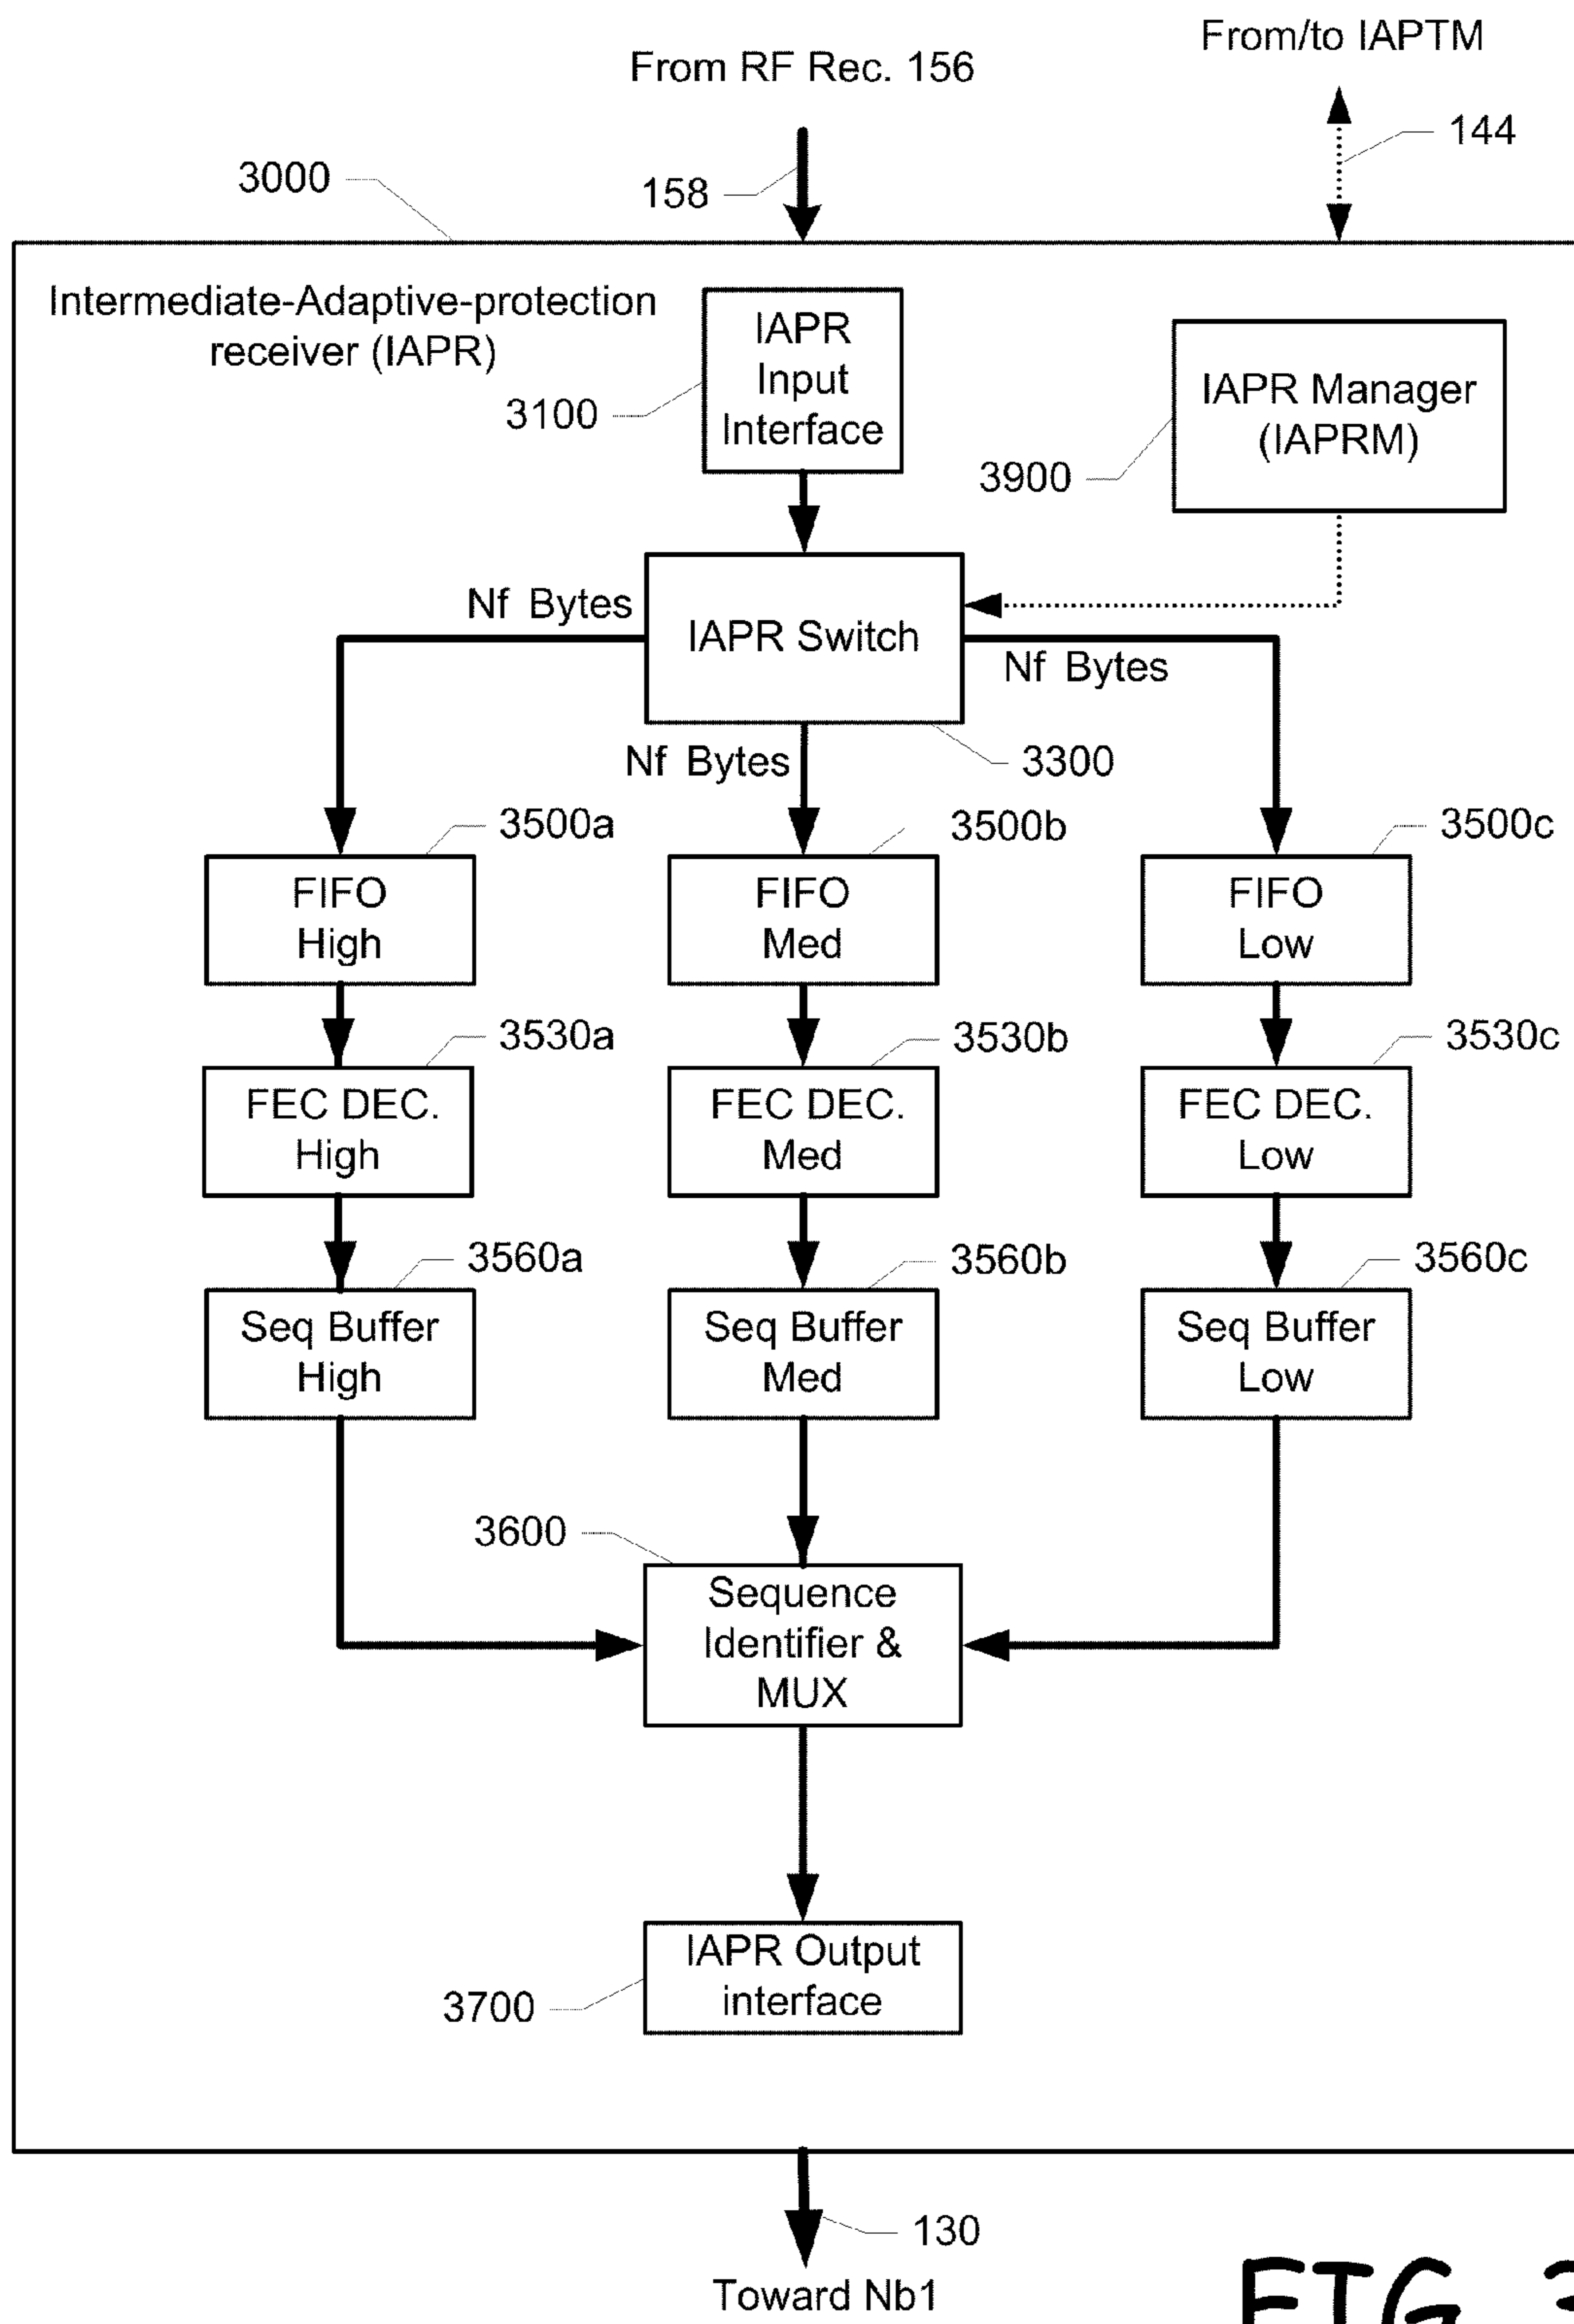 From/to IAPTM
From RF Rec. 156
144
3000
158
Intermediate-Adaptive-protection
receiver (IAPR)
IAPR
Input
Interface
3100
IAPR Manager
(IAPRM)
3900
Nf Bytes
IAPR Switch
Nf Bytes
Nf Bytes
3300
3500a
3500b
3500c
FIFO
High
FIFO
Med
FIFO
Low
3530a
3530b
3530c
FEC DEC.
High
FEC DEC.
Med
FEC DEC.
Low
3560a
3560b
3560c
Seq Buffer
High
Seq Buffer
Med
Seq Buffer
Low
3600
Sequence
Identifier &
MUX
IAPR Output
interface
3700
130
Toward Nb1
FIG. 3